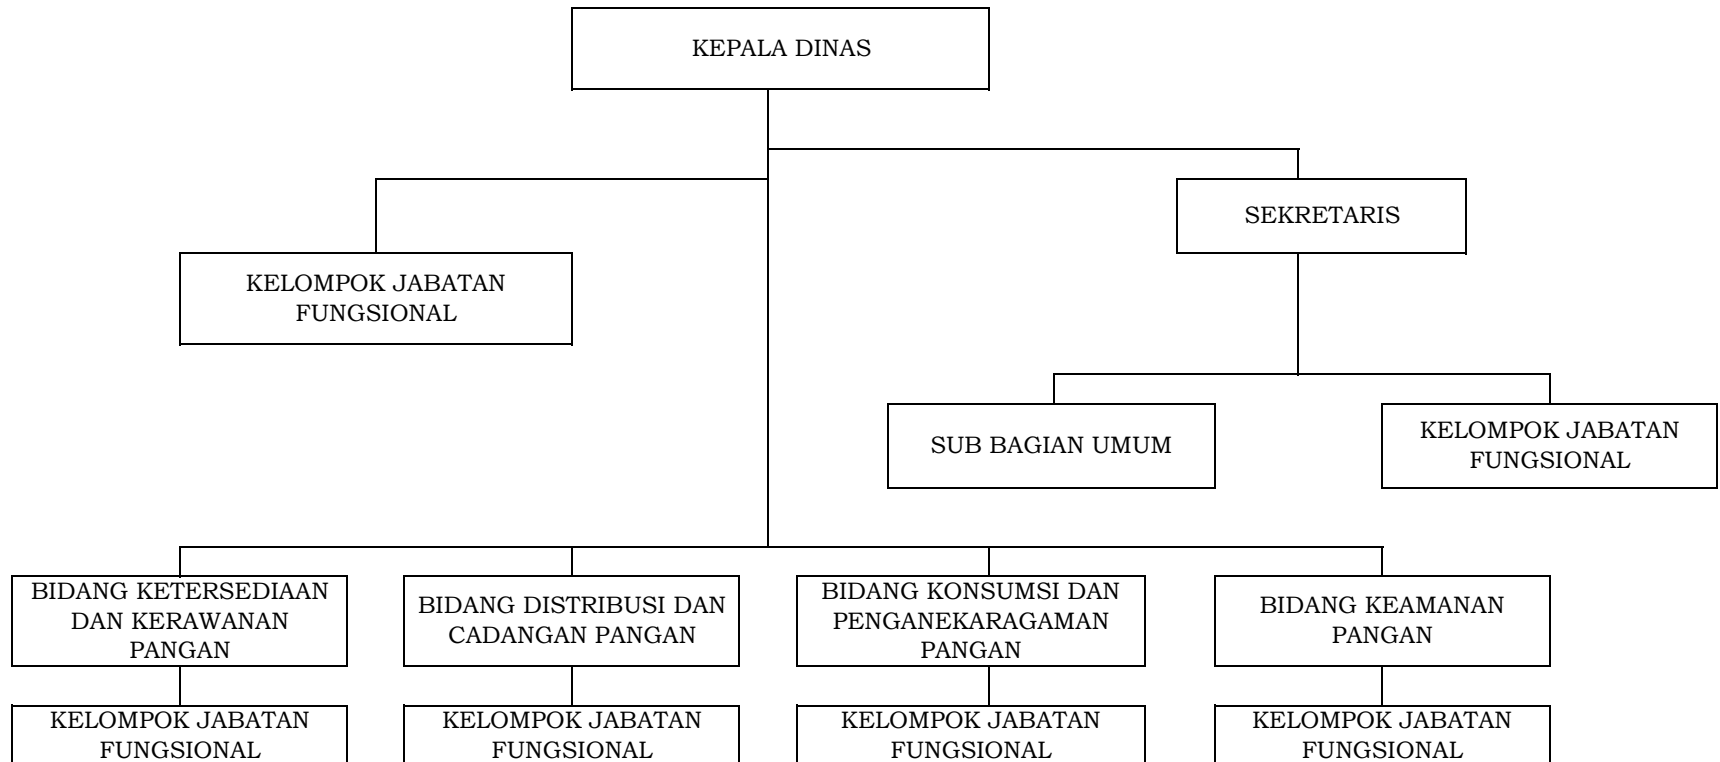 KEPALA DINAS
SEKRETARIS
KELOMPOK JABATAN
FUNGSIONAL
SUB BAGIAN UMUM
KELOMPOK JABATAN
FUNGSIONAL
BIDANG KETERSEDIAAN
DAN KERAWANAN
PANGAN
BIDANG DISTRIBUSI DAN
CADANGAN PANGAN
BIDANG KONSUMSI DAN
PENGANEKARAGAMAN
PANGAN
BIDANG KEAMANAN
PANGAN
KELOMPOK JABATAN
FUNGSIONAL
KELOMPOK JABATAN
FUNGSIONAL
KELOMPOK JABATAN
FUNGSIONAL
KELOMPOK JABATAN
FUNGSIONAL